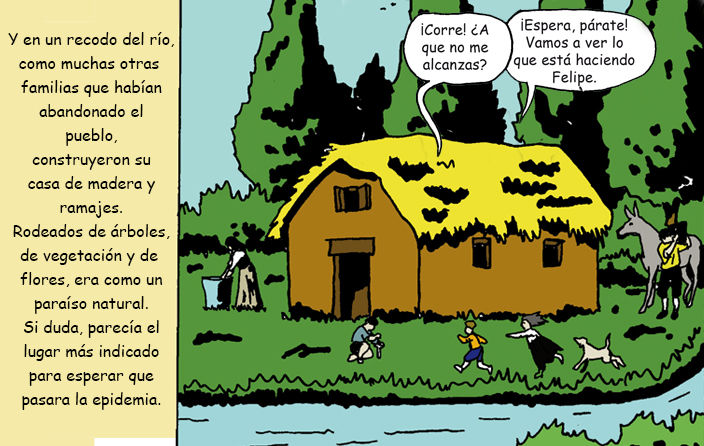 Y en un recodo del río,
como muchas otras
familias que habían
abandonado el
pueblo,
construyeron su
casa de madera y
ramajes.
Rodeados de árboles,
de vegetación y de
flores, era como un
paraíso natural.
Si duda, parecía el
lugar más indicado
para esperar que
pasara la epidemia.
¡Corre! ¿A
que no me
alcanzas?
¡Espera, párate!
Vamos a ver lo
que está haciendo
Felipe.